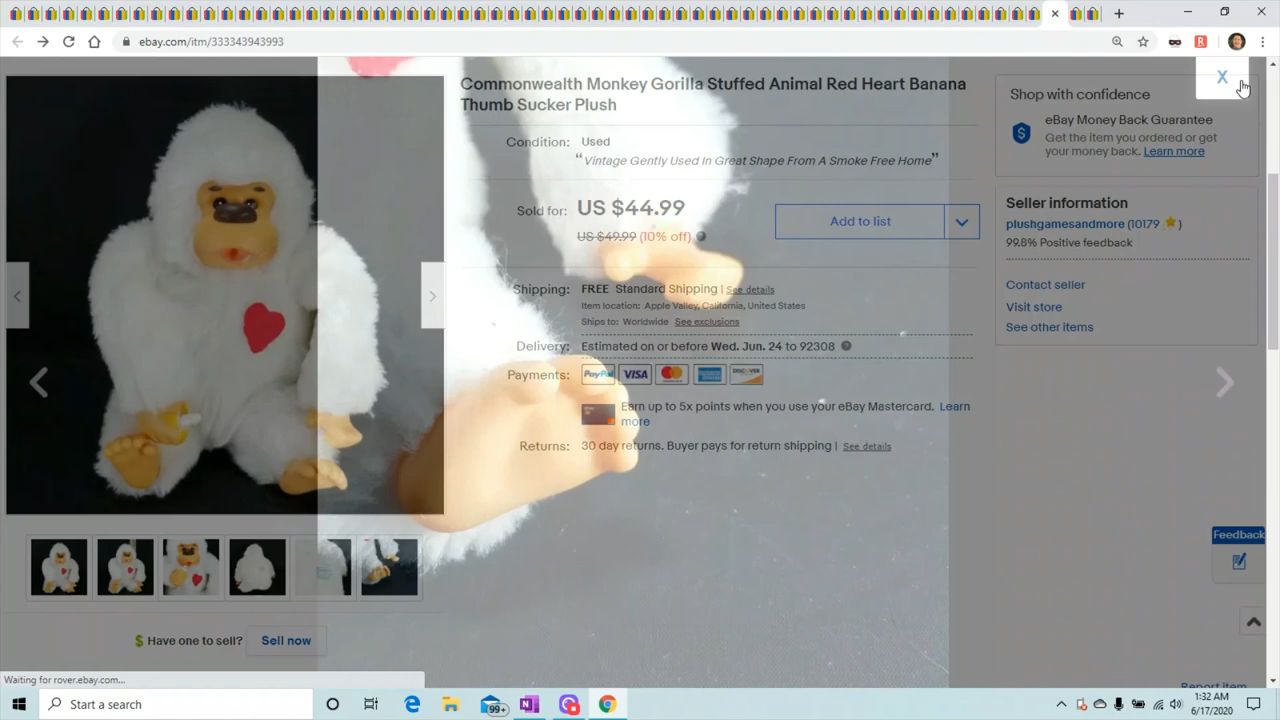 ebay.com/itm/333343943993
Commonwealth Monkey Gorilla Stuffed Animal Red Heart Banana
Thumb Sucker Plush
Condition: Used
“Vintage Gently Used In Great Shape From A Smoke Free Home”
Sold for: US $44.99
US $49.99 (10% off)
Add to list
Shipping: FREE Standard Shipping | See details
Item location: Apple Valley, California, United States
Ships to: Worldwide See exclusions
Delivery: Estimated on or before Wed. Jun. 24 to 92308
Payments: PayPal VISA DISCOVER
Earn up to 5x points when you use your eBay Mastercard. Learn
more
Returns: 30 day returns. Buyer pays for return shipping | See details
X
Shop with confidence
eBay Money Back Guarantee
Get the item you ordered or get
your money back. Learn more
Seller information
plushgamesandmore (10179 )
99.8% Positive feedback
Contact seller
Visit store
See other items
Feedback
Have one to sell? Sell now
Report item
Waiting for rover.ebay.com...
Start a search
99+
1:32 AM
6/17/2020